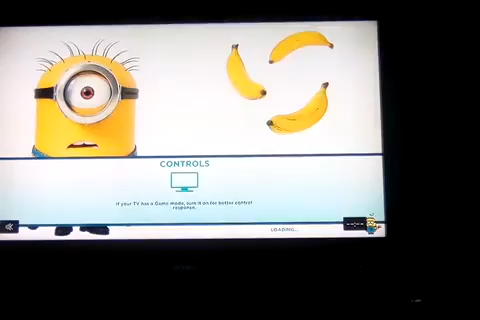 CONTROLS
If your TV has a Game mode, turn it on for better control
response.
LOADING...